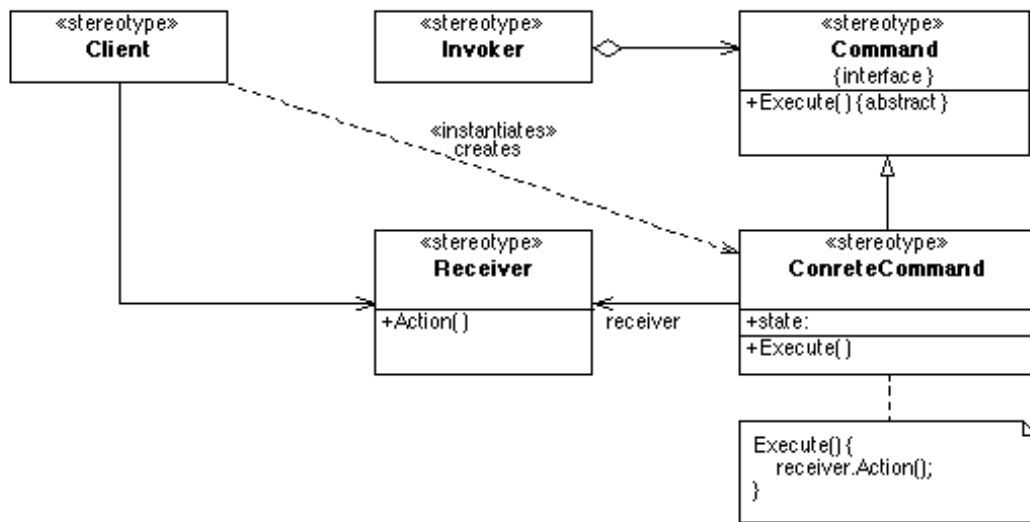 «stereotype»
Client
«stereotype»
Invoker
«stereotype»
Command
{interface}
+Execute() {abstract}
«instantiates»
creates
«stereotype»
Receiver
+Action()
receiver
«stereotype»
ConreteCommand
+state:
+Execute()
Execute() {
receiver.Action();
}